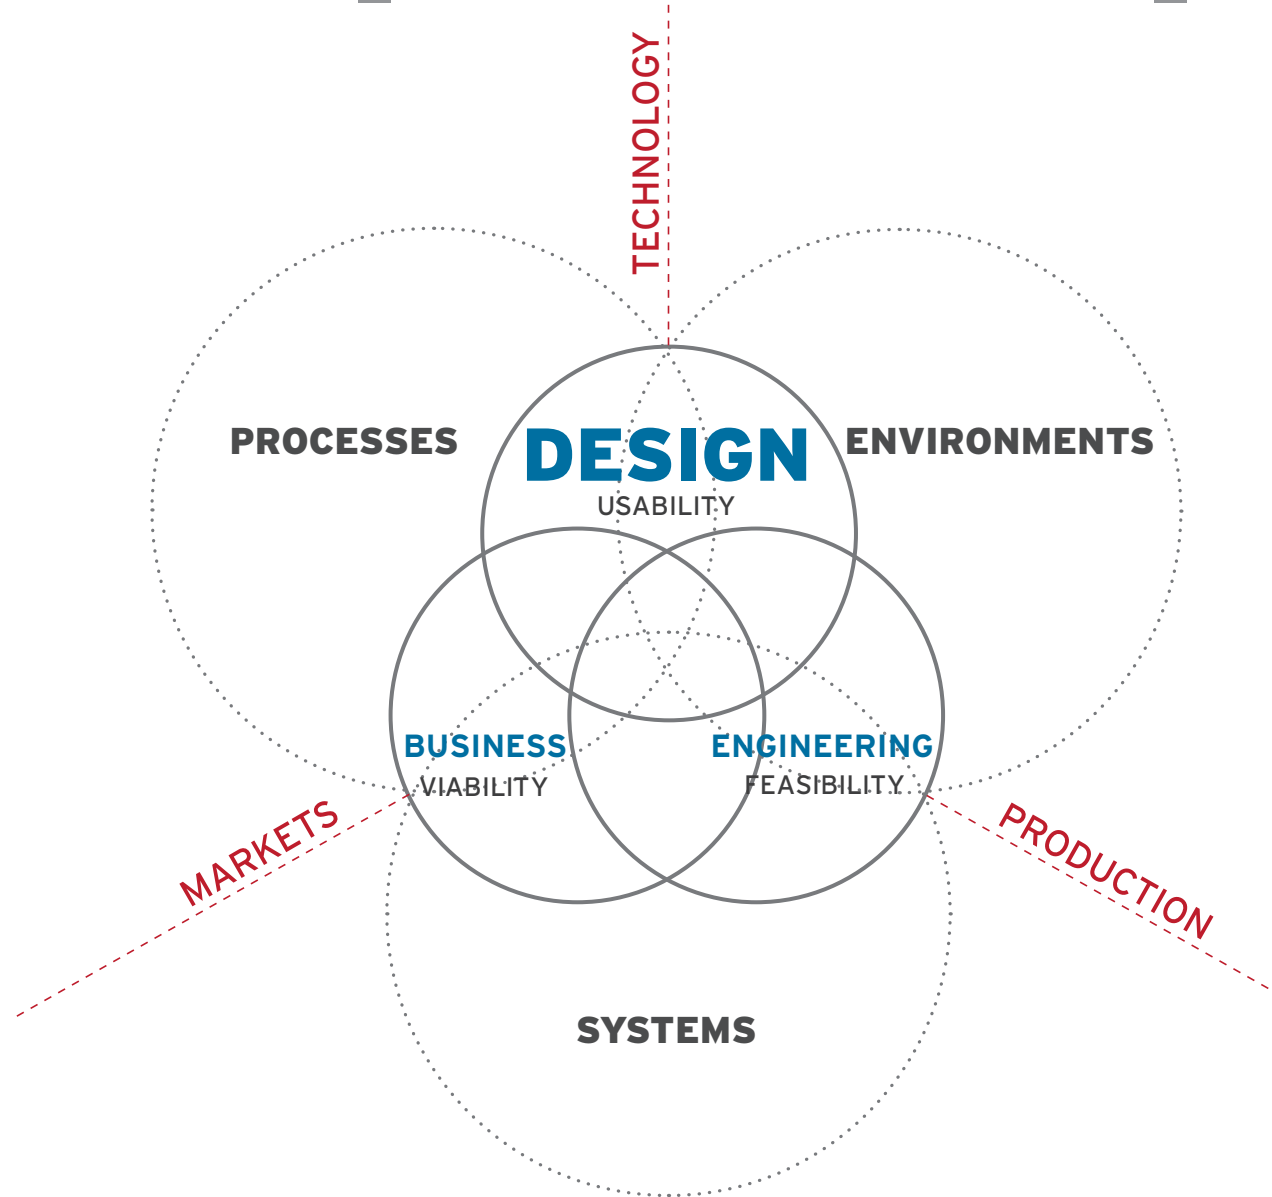 TECHNOLOGY
PROCESSES
DESIGN
ENVIRONMENTS
USABILITY
BUSINESS
ENGINEERING
VIABILITY
FEASIBILITY
MARKETS
PRODUCTION
SYSTEMS